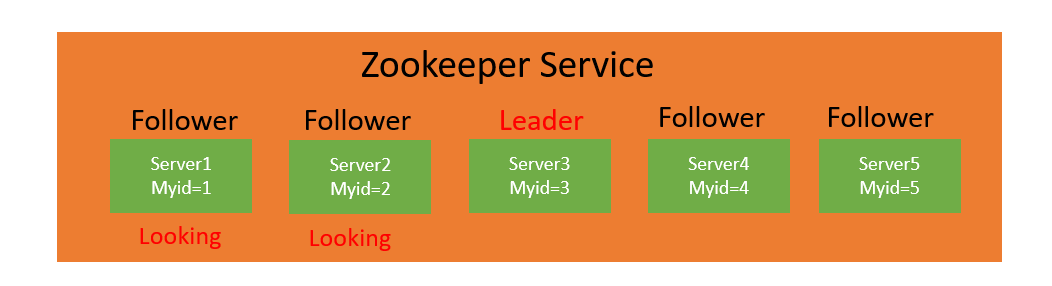 Zookeeper Service
Follower
Follower
Leader
Follower
Follower
Server1
Myid=1
Server2
Myid=2
Server3
Myid=3
Server4
Myid=4
Server5
Myid=5
Looking
Looking